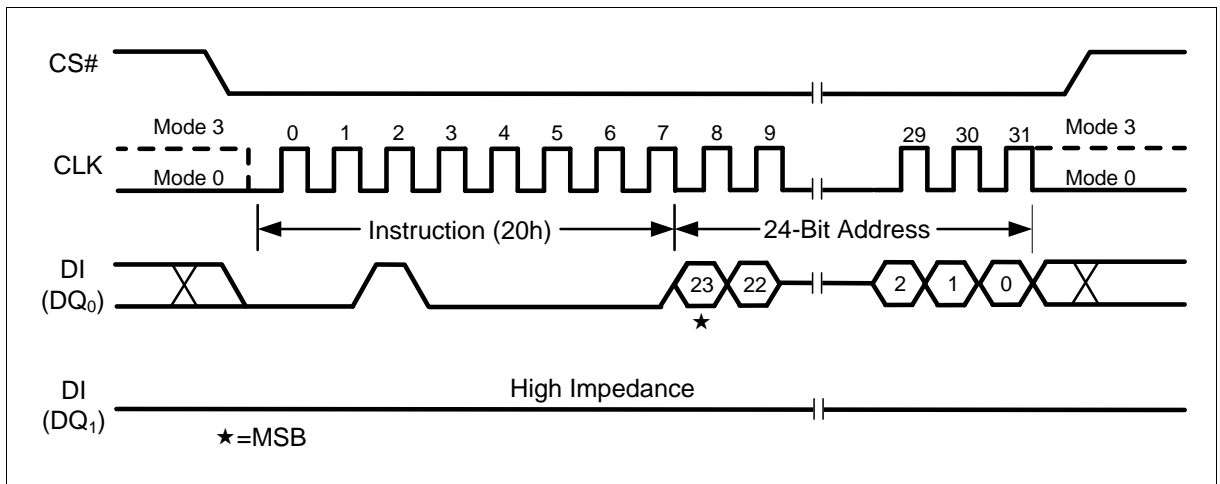 CS#
Mode 3 0 1 2 3 4 5 6 7 8 9 29 30 31 Mode 3
CLK
Mode 0 Mode 0
Instruction (20h) 24-Bit Address
DI
(DQ₀)
23 22 2 1 0
★
High Impedance
DI
(DQ₁)
★=MSB